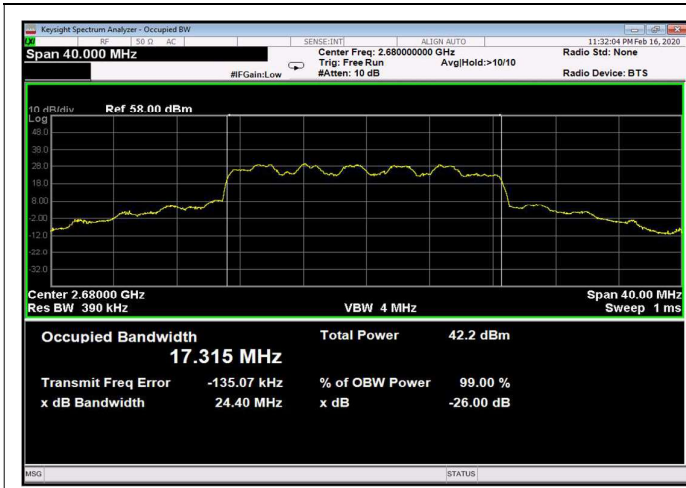 Keysight Spectrum Analyzer - Occupied BW
LXI RF 50 Ω AC SENSE:INT ALIGN AUTO 11:32:04 PM Feb 16, 2020
Span 40.000 MHz Center Freq: 2.680000000 GHz Radio Std: None
Trig: Free Run Avg|Hold:>10/10
#IFGain:Low #Atten: 10 dB Radio Device: BTS
10 dB/div Ref 58.00 dBm
Log
48.0
38.0
28.0
18.0
8.00
-2.00
-12.0
-22.0
-32.0
Center 2.68000 GHz Span 40.00 MHz
Res BW 390 kHz VBW 4 MHz Sweep 1 ms
Occupied Bandwidth Total Power 42.2 dBm
17.315 MHz
Transmit Freq Error -135.07 kHz % of OBW Power 99.00 %
x dB Bandwidth 24.40 MHz x dB -26.00 dB
MSG STATUS